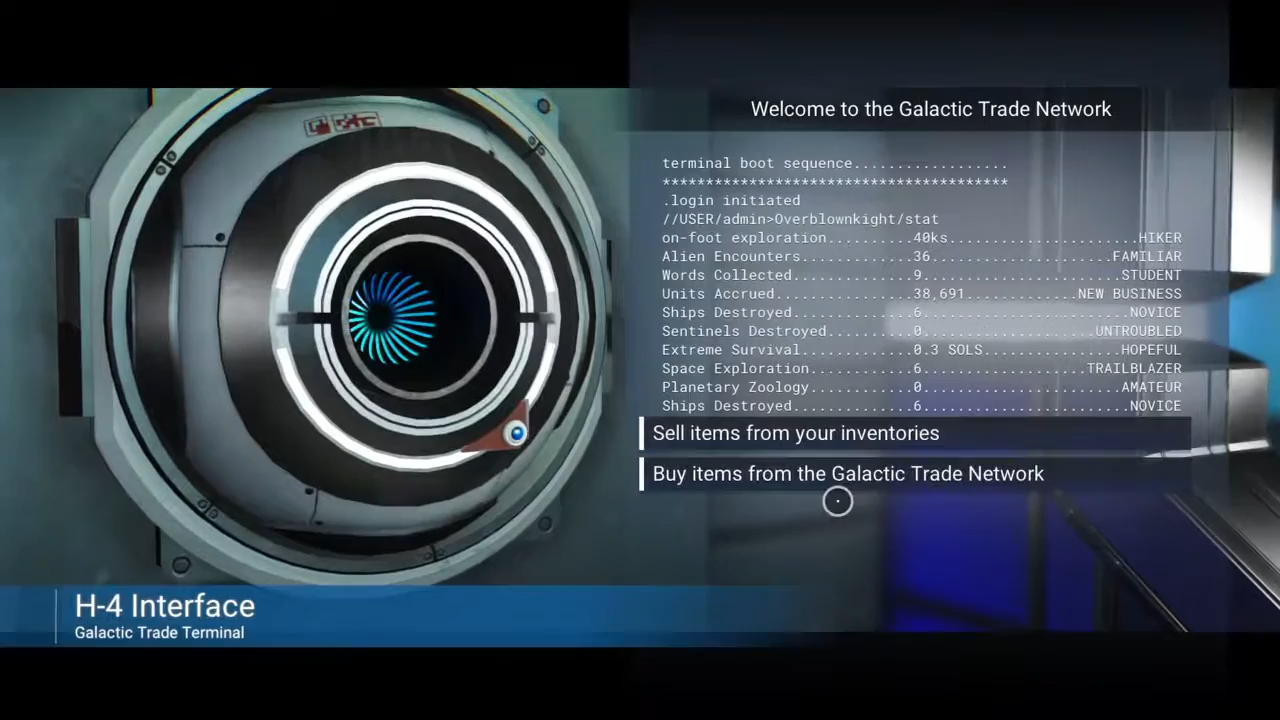 Welcome to the Galactic Trade Network
terminal boot sequence..................
****************************************
.login initiated
//USER/admin>Overblownkight/stat
on-foot exploration..........40ks......................HIKER
Alien Encounters.............36.....................FAMILIAR
Words Collected..............9.......................STUDENT
Units Accrued................38,691.............NEW BUSINESS
Ships Destroyed..............6........................NOVICE
Sentinels Destroyed..........0.....................UNTROUBLED
Extreme Survival.............0.3 SOLS................HOPEFUL
Space Exploration............6...................TRAILBLAZER
Planetary Zoology............0.......................AMATEUR
Ships Destroyed..............6........................NOVICE
Sell items from your inventories
Buy items from the Galactic Trade Network
H-4 Interface
Galactic Trade Terminal